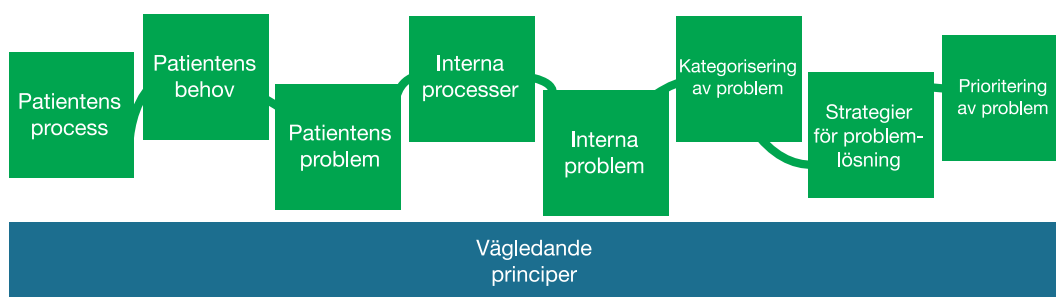 Patientens
process
Patientens
behov
Patientens
problem
Interna
processer
Interna
problem
Kategorisering
av problem
Strategier
för problem-
lösning
Prioritering
av problem
Vägledande
principer